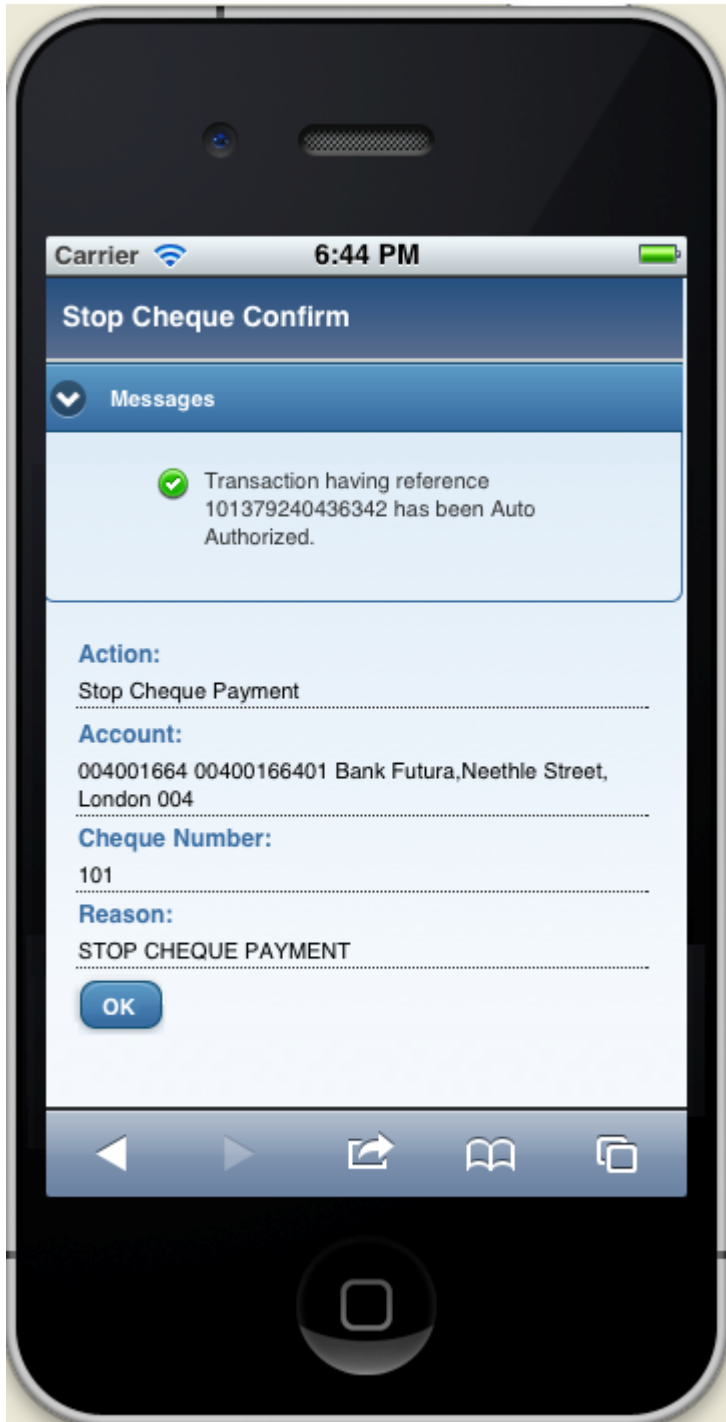 Carrier 6:44 PM
Stop Cheque Confirm
Messages
Transaction having reference
101379240436342 has been Auto
Authorized.
Action:
Stop Cheque Payment
Account:
004001664 00400166401 Bank Futura,Neethle Street,
London 004
Cheque Number:
101
Reason:
STOP CHEQUE PAYMENT
OK